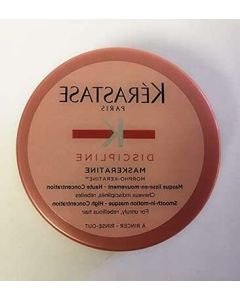 KÉRASTASE
PARIS
K
DISCIPLINE
MASKERATINE
MORPHO-KÉRATINE™
Masque lisse-en-mouvement - Haute Concentration
Cheveux indisciplinés, rebelles
Smooth-in-motion masque - High Concentration
For unruly, rebellious hair
À RINCER - RINSE-OUT